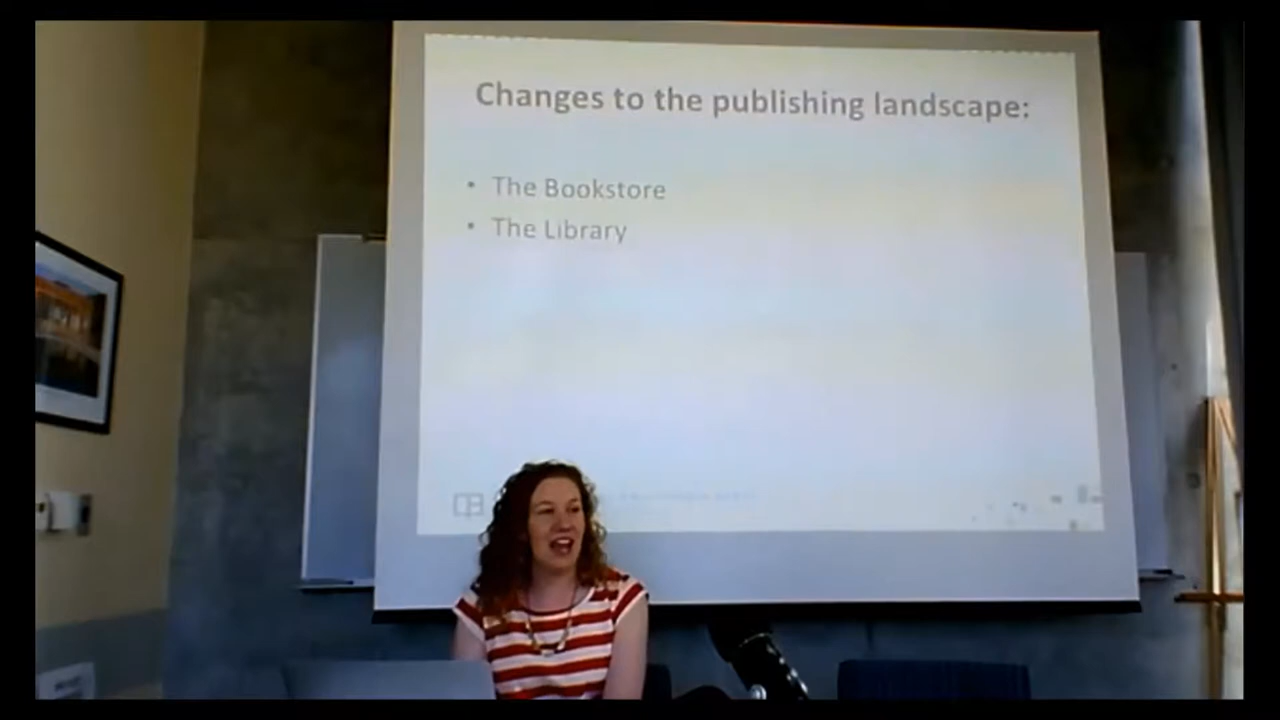 Changes to the publishing landscape:
• The Bookstore
• The Library